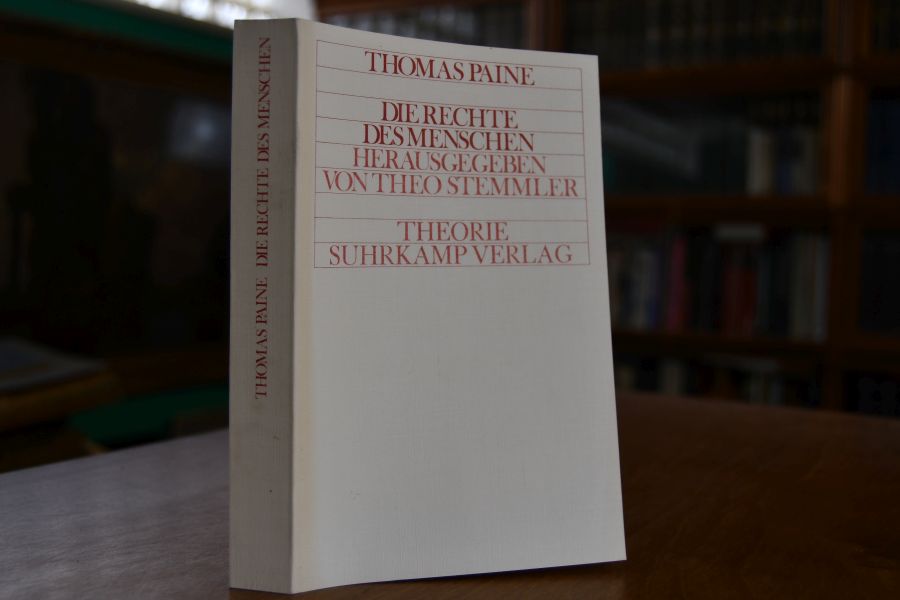 THOMAS PAINE DIE RECHTE DES MENSCHEN
THOMAS PAINE
DIE RECHTE
DES MENSCHEN
HERAUSGEGEBEN
VON THEO STEMMLER
THEORIE
SUHRKAMP VERLAG